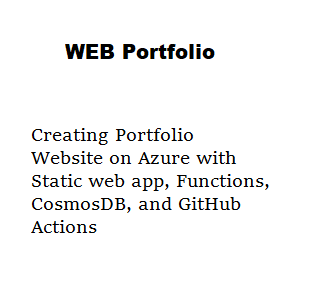 WEB Portfolio
Creating Portfolio
Website on Azure with
Static web app, Functions,
CosmosDB, and GitHub
Actions